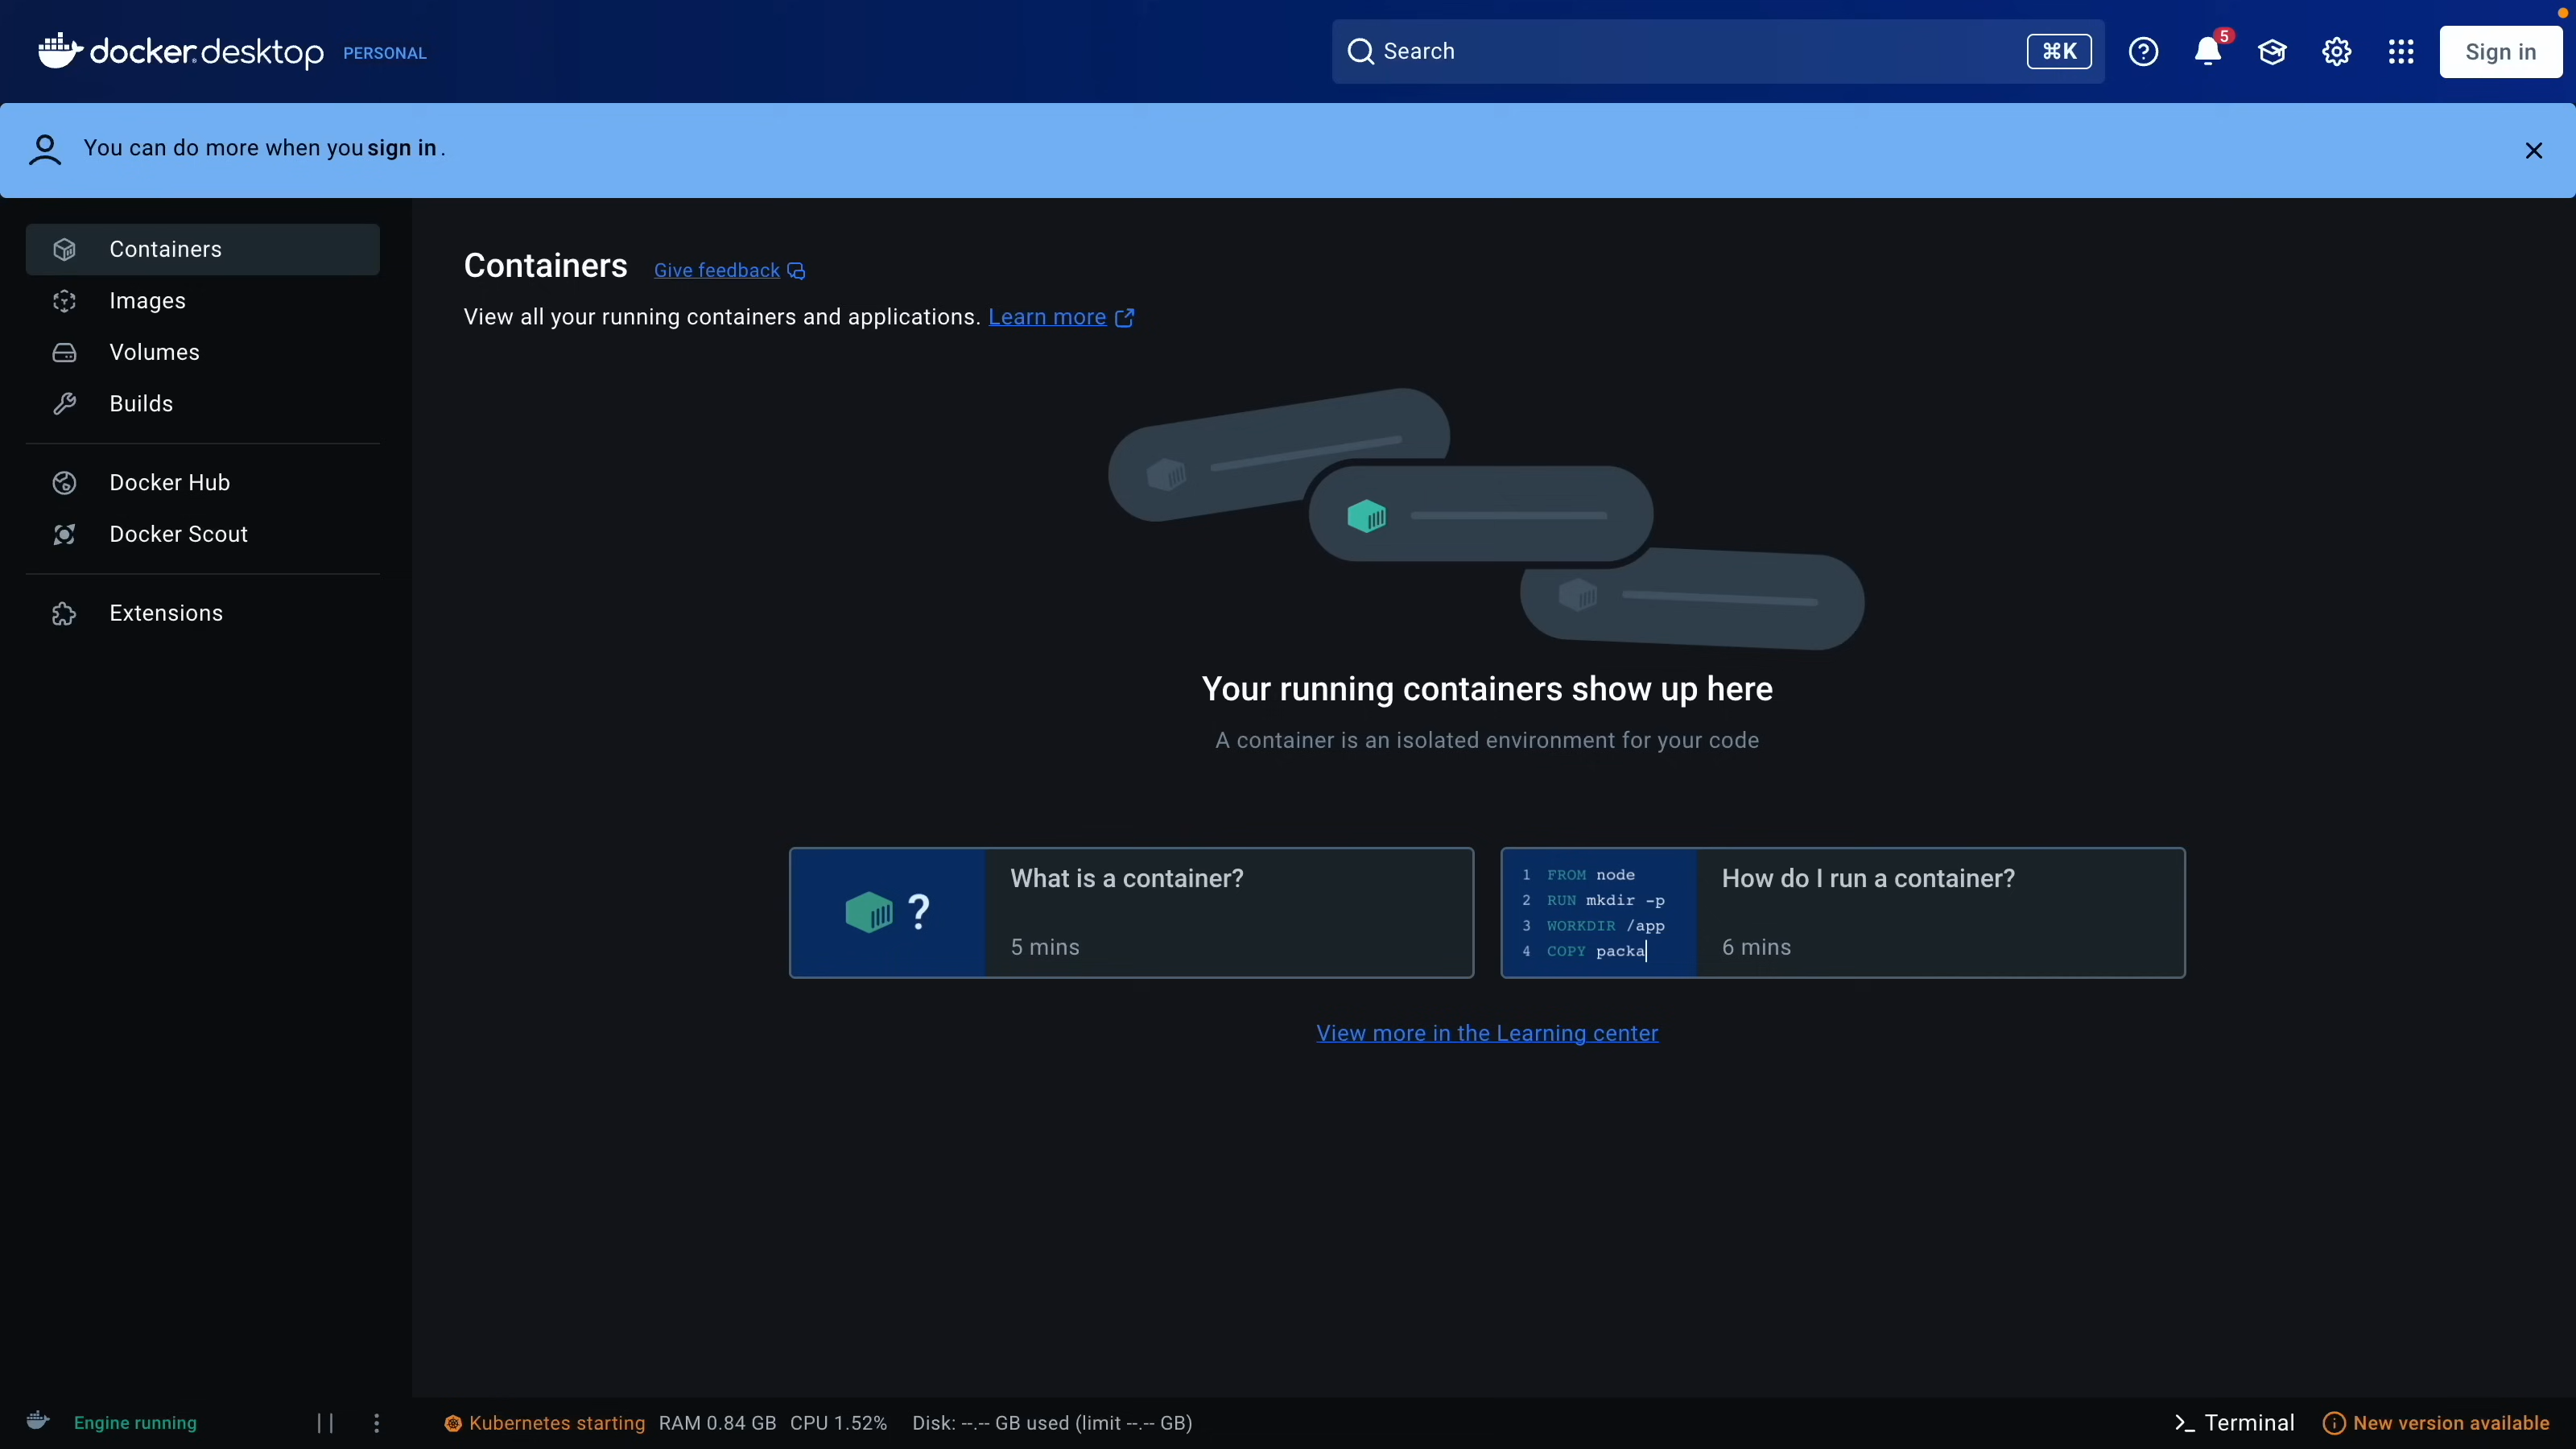 docker desktop PERSONAL
Search
⌘K
5
Sign in
You can do more when you sign in.
Containers
Images
Volumes
Builds
Docker Hub
Docker Scout
Extensions
Containers Give feedback
View all your running containers and applications. Learn more
Your running containers show up here
A container is an isolated environment for your code
?
What is a container?
5 mins
1 FROM node
2 RUN mkdir -p
3 WORKDIR /app
4 COPY packa
How do I run a container?
6 mins
View more in the Learning center
Engine running
Kubernetes starting RAM 0.84 GB CPU 1.52% Disk: --.-- GB used (limit --.-- GB)
>_ Terminal
New version available